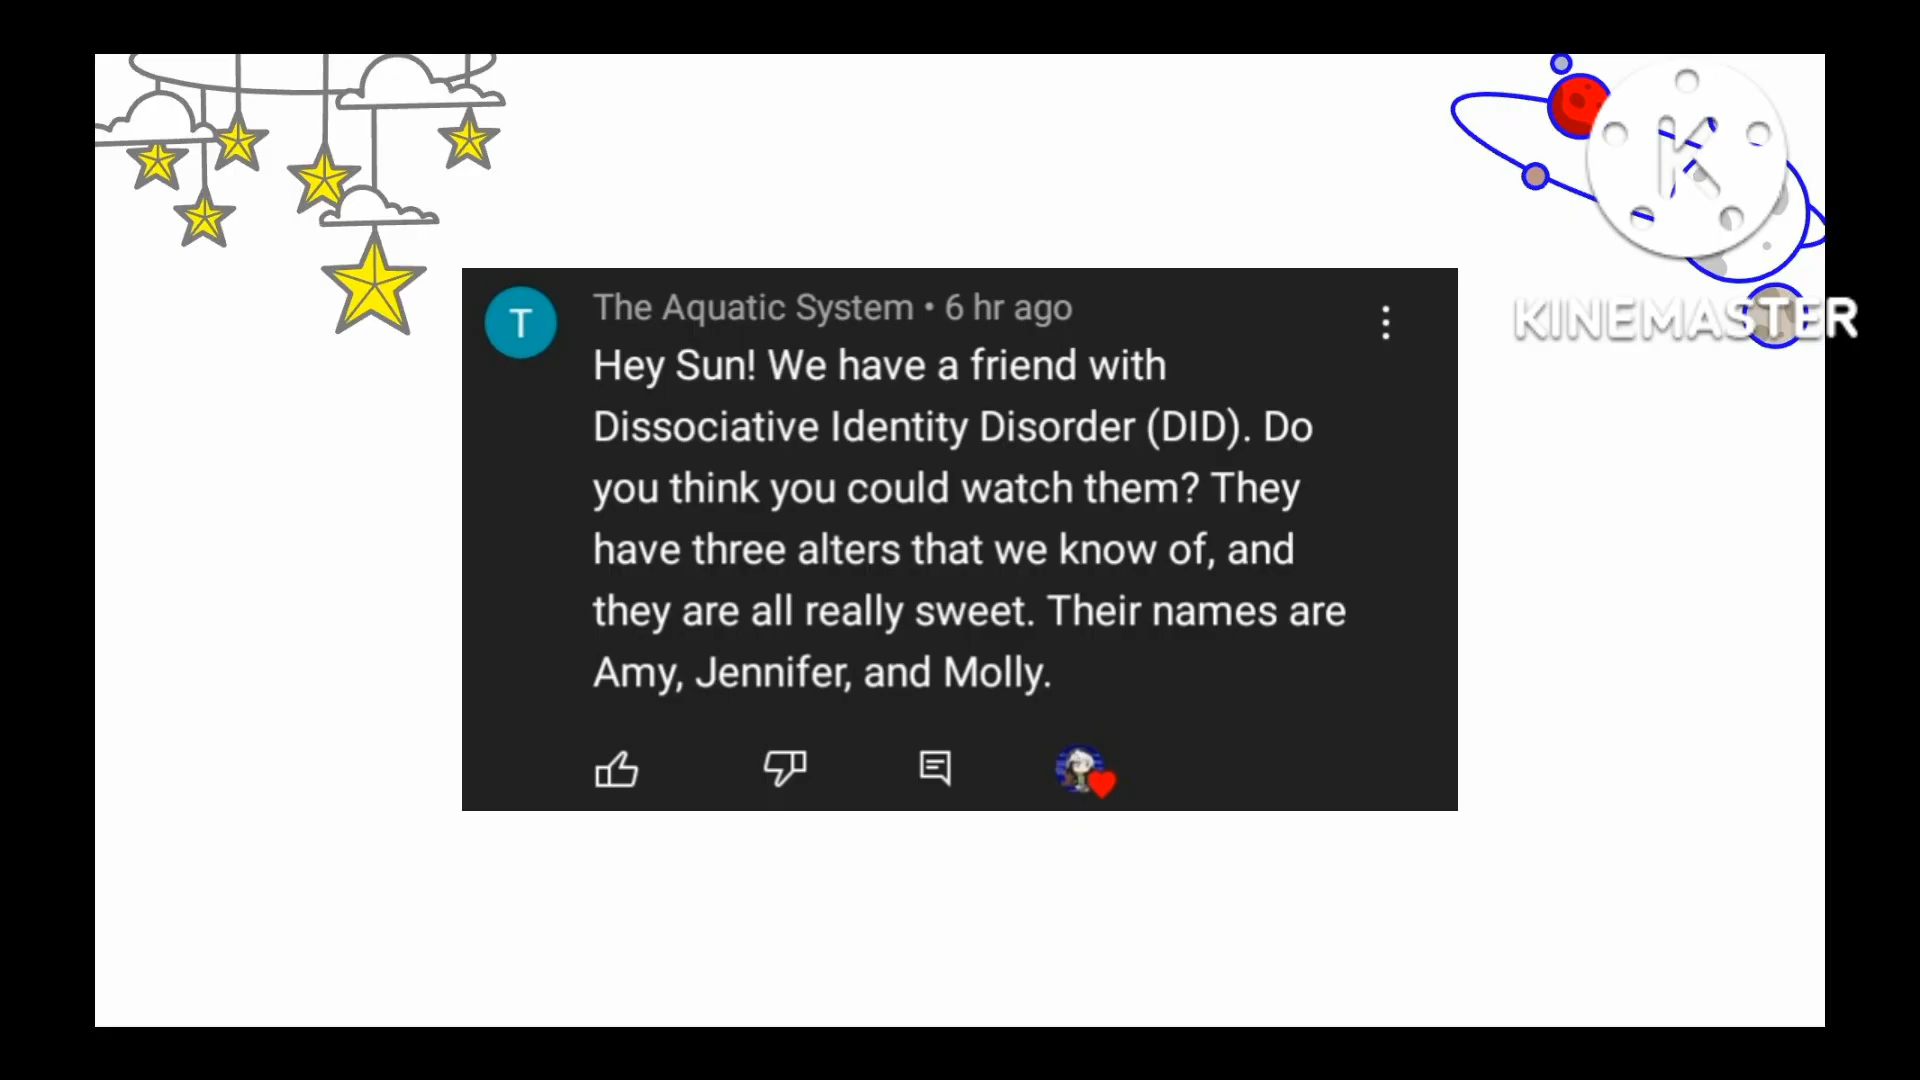 K
KINEMASTER
T
The Aquatic System • 6 hr ago
Hey Sun! We have a friend with
Dissociative Identity Disorder (DID). Do
you think you could watch them? They
have three alters that we know of, and
they are all really sweet. Their names are
Amy, Jennifer, and Molly.